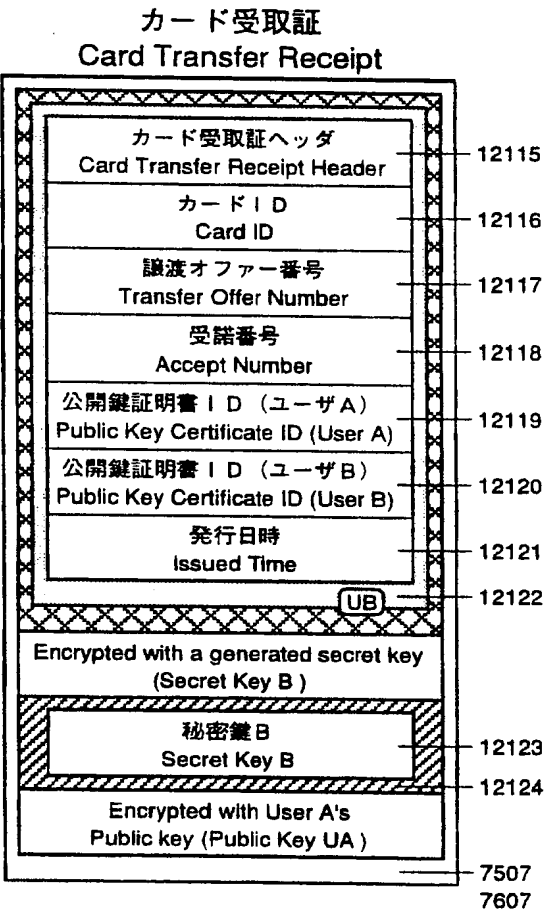 カード受取証
Card Transfer Receipt
カード受取証ヘッダ
Card Transfer Receipt Header
12115
カードID
Card ID
12116
譲渡オファー番号
Transfer Offer Number
12117
受諾番号
Accept Number
12118
公開鍵証明書ID (ユーザA)
Public Key Certificate ID (User A)
12119
公開鍵証明書ID (ユーザB)
Public Key Certificate ID (User B)
12120
発行日時
Issued Time
12121
UB
12122
Encrypted with a generated secret key
(Secret Key B )
秘密鍵B
Secret Key B
12123
12124
Encrypted with User A's
Public key (Public Key UA )
7507
7607